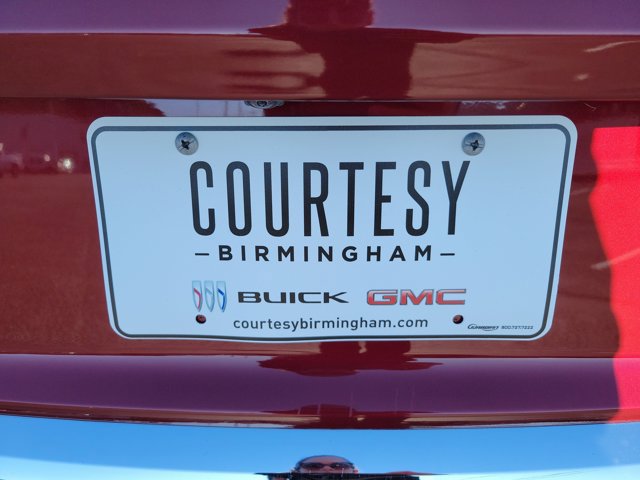 COURTESY
–BIRMINGHAM–
BUICK GMC
courtesybirmingham.com